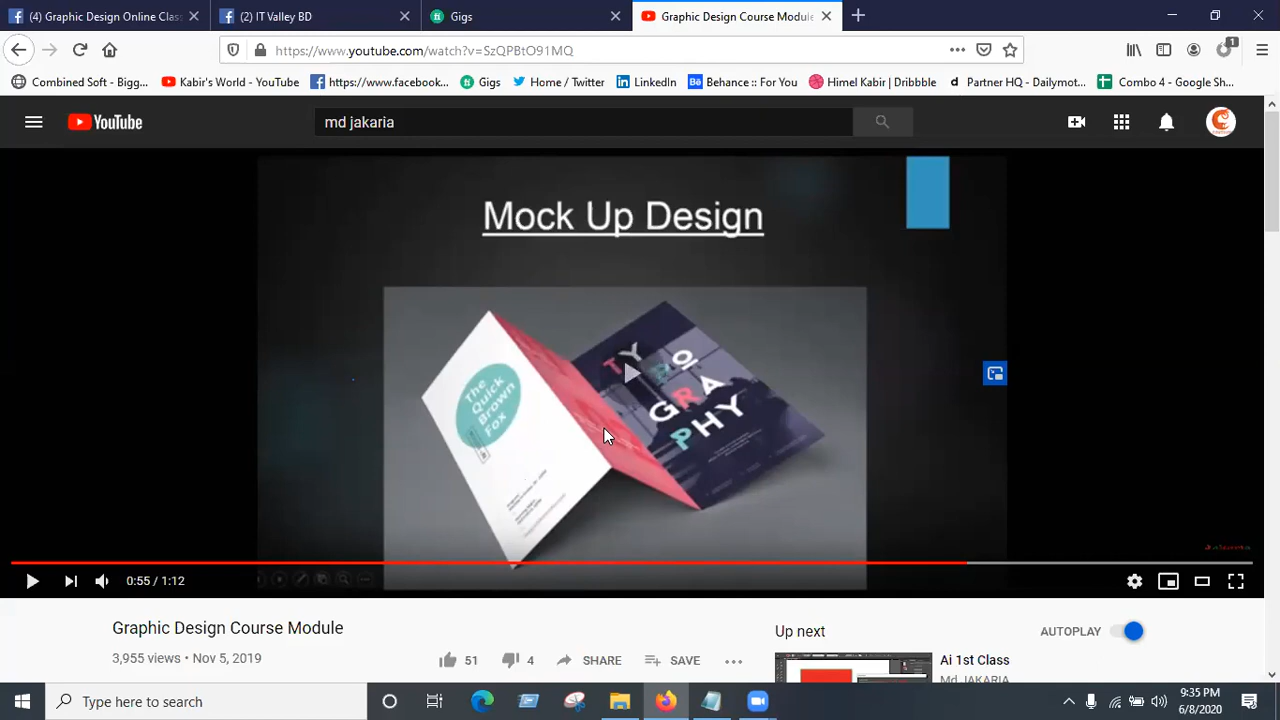 (4) Graphic Design Online Clas
(2) IT Valley BD
Gigs
Graphic Design Course Module
https://www.youtube.com/watch?v=SzQPBtO91MQ
Combined Soft - Bigg...
Kabir's World - YouTube
https://www.facebook...
Gigs
Home / Twitter
LinkedIn
Behance :: For You
Himel Kabir | Dribbble
Partner HQ - Dailymot...
Combo 4 - Google Sh...
1
YouTube
md jakaria
Mock Up Design
The
Quick
Brown
Fox
TYPO
GRA
PHY
0:55 / 1:12
Graphic Design Course Module
3,955 views • Nov 5, 2019
51
4
SHARE
SAVE
Up next
AUTOPLAY
Ai 1st Class
Md JAKARIA
Type here to search
9:35 PM
6/8/2020